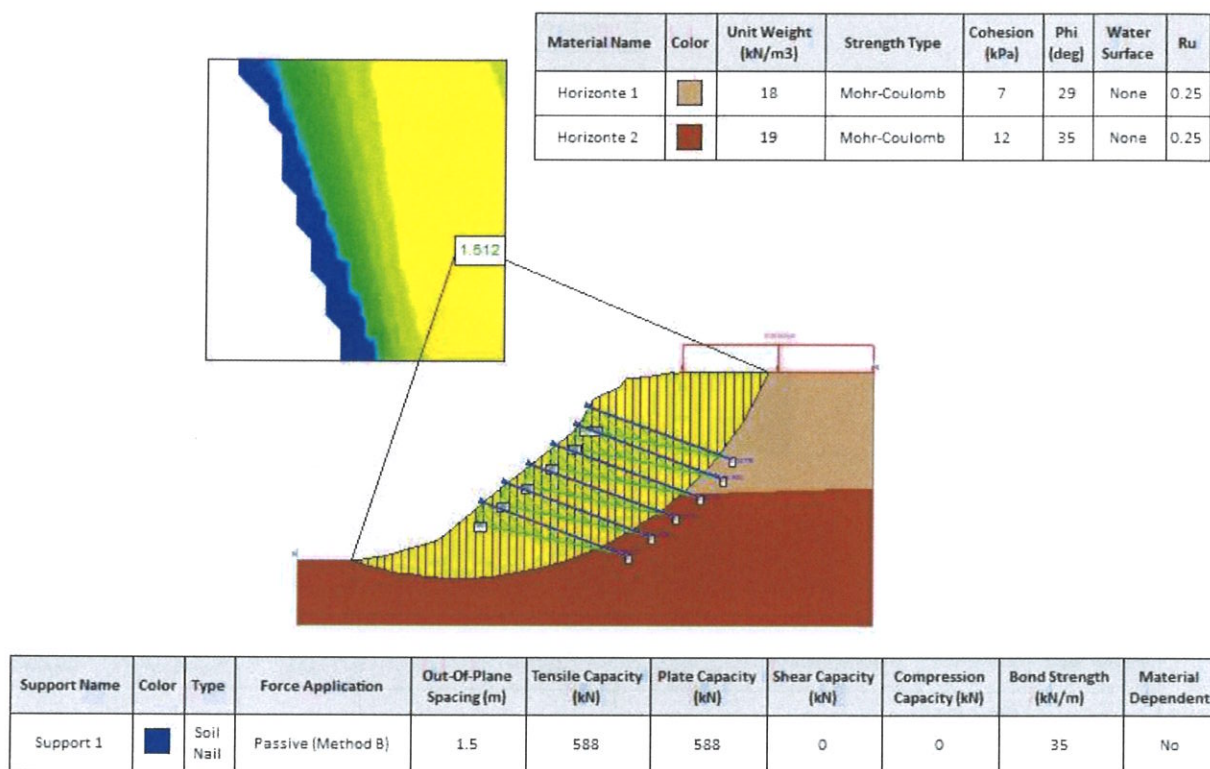 Material Name Color Unit Weight (kN/m3) Strength Type Cohesion (kPa) Phi (deg) Water Surface Ru
Horizonte 1 18 Mohr-Coulomb 7 29 None 0.25
Horizonte 2 19 Mohr-Coulomb 12 35 None 0.25
1.512
Support Name Color Type Force Application Out-Of-Plane Spacing (m) Tensile Capacity (kN) Plate Capacity (kN) Shear Capacity (kN) Compression Capacity (kN) Bond Strength (kN/m) Material Dependent
Support 1 Soil Nail Passive (Method B) 1.5 588 588 0 0 35 No